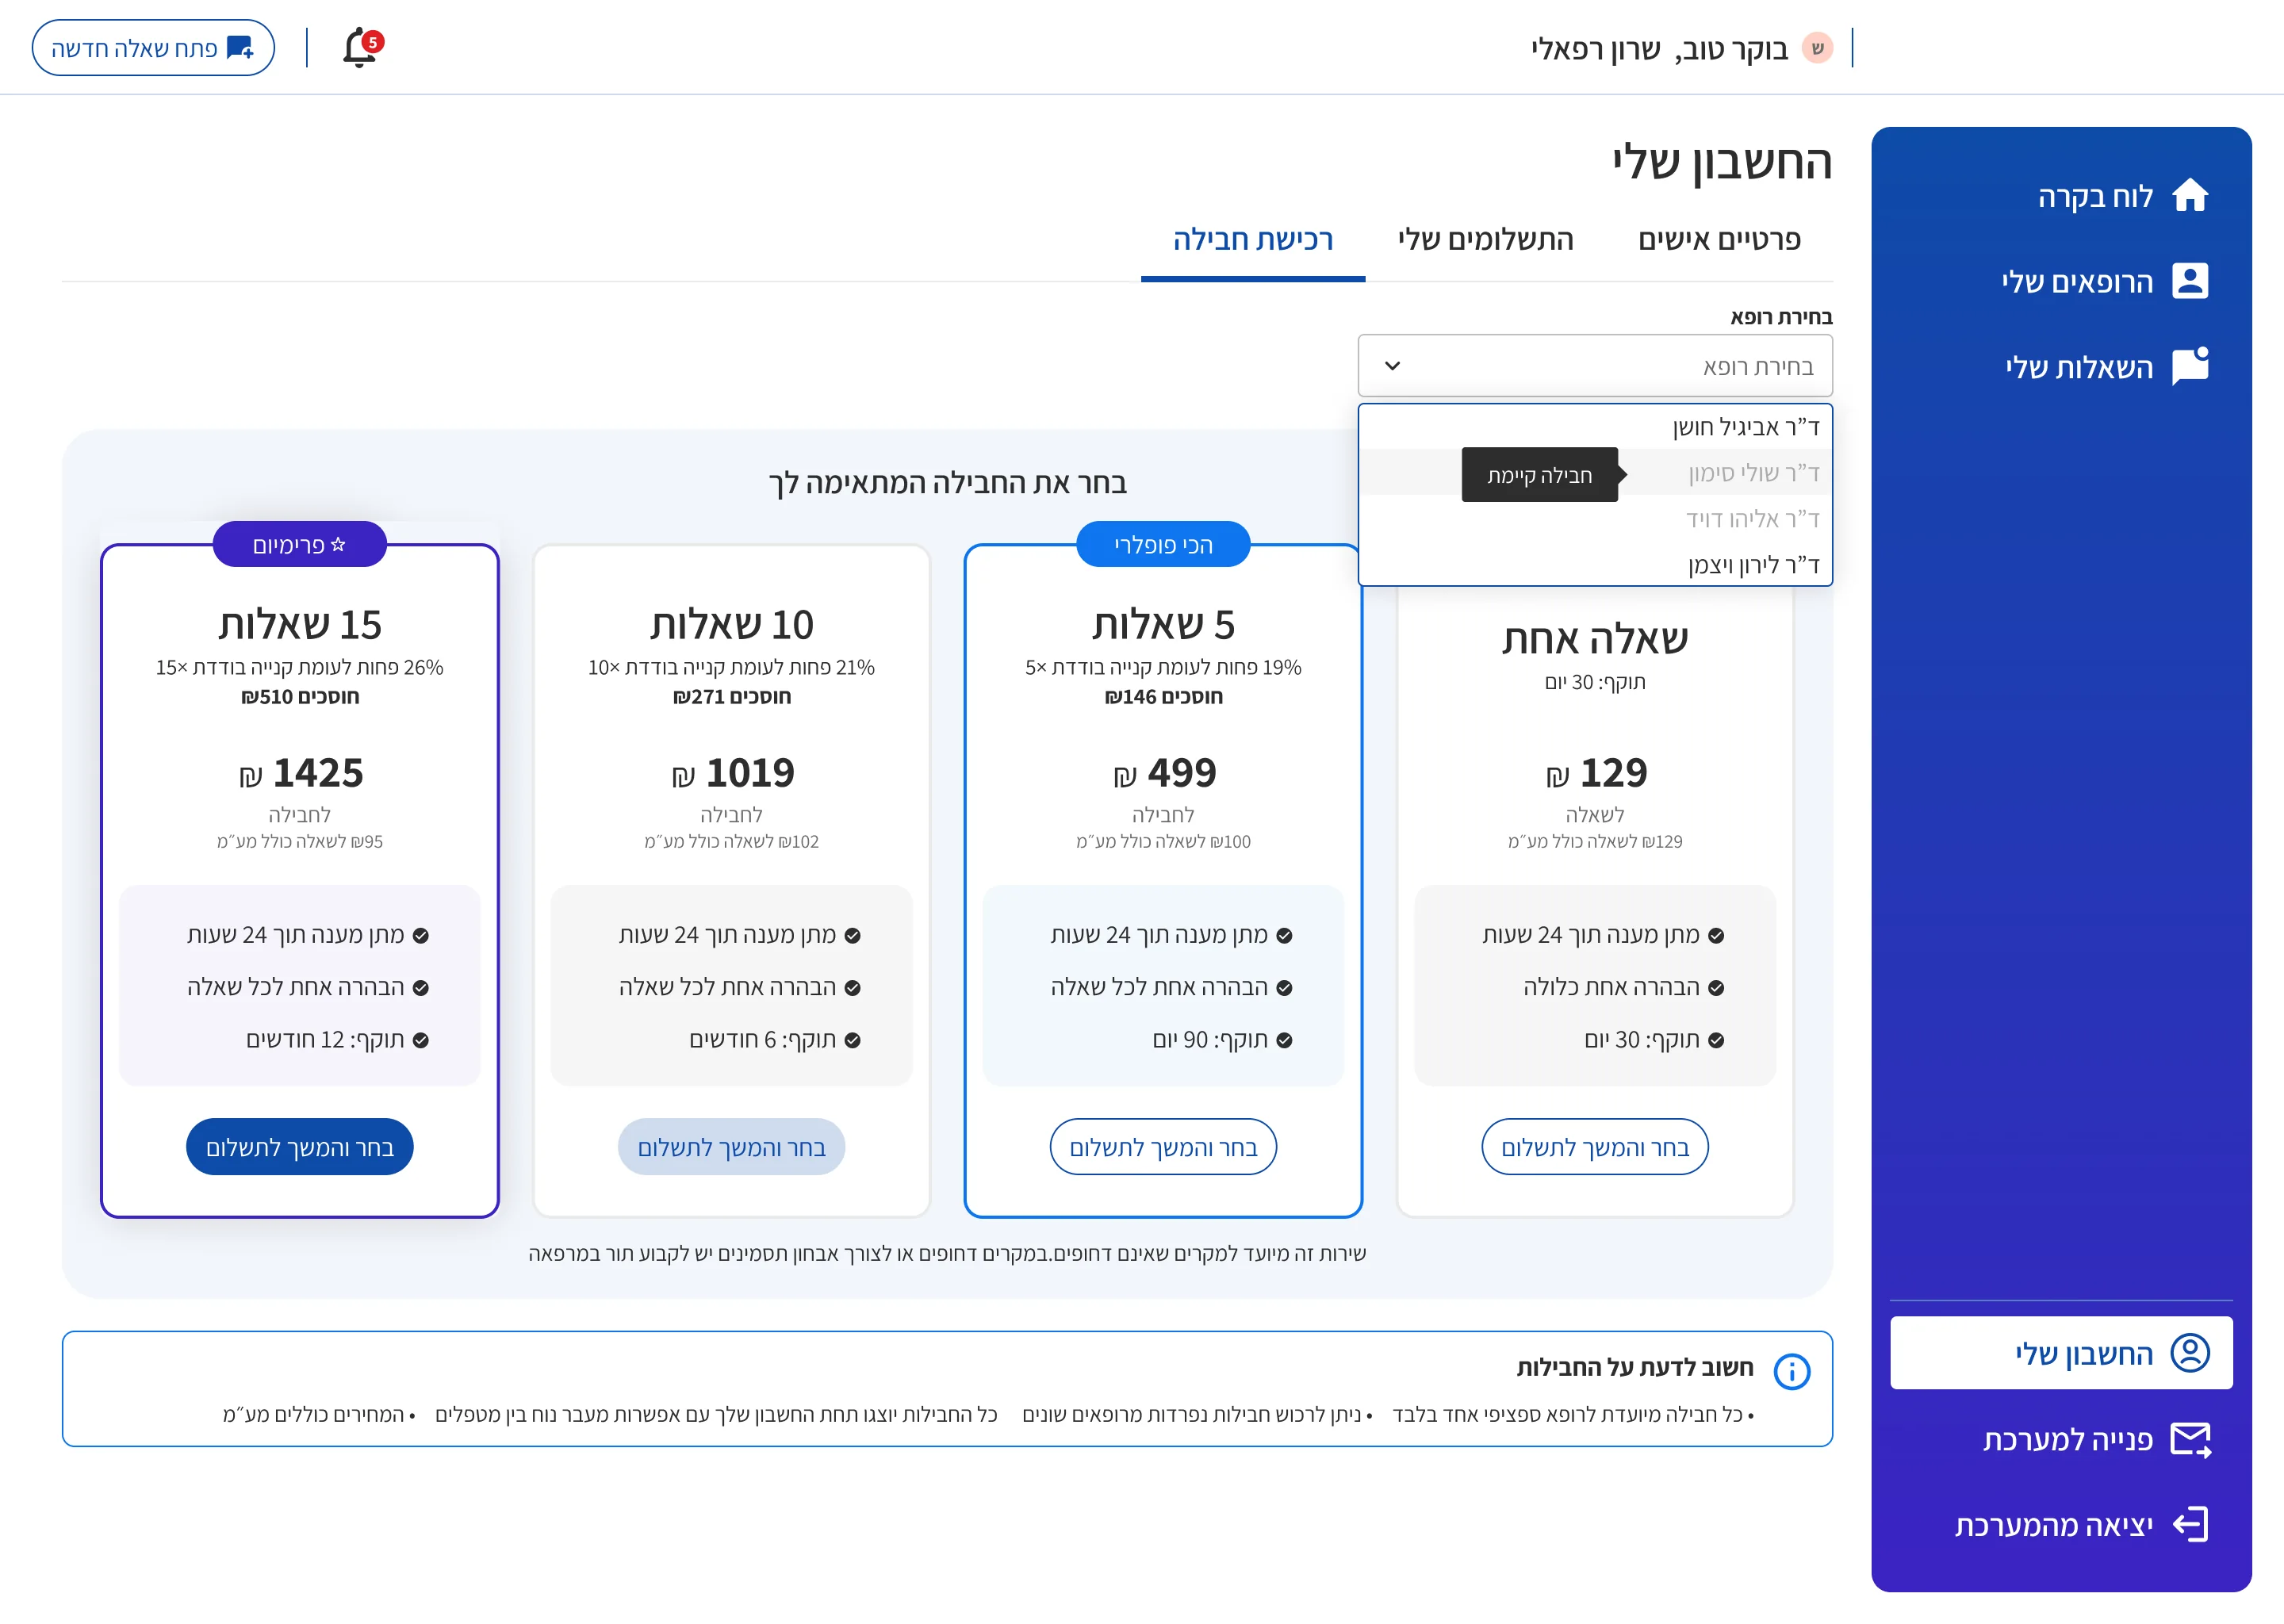 ש
בוקר טוב, שרון רפאלי
5
פתח שאלה חדשה
לוח בקרה
הרופאים שלי
השאלות שלי
החשבון שלי
פנייה למערכת
יציאה מהמערכת
החשבון שלי
פרטיים אישים
התשלומים שלי
רכישת חבילה
בחירת רופא
בחירת רופא
ד”ר אביגיל חושן
ד”ר שולי סימון
חבילה קיימת
ד”ר אליהו דויד
ד”ר לירון ויצמן
בחר את החבילה המתאימה לך
שאלה אחת
תוקף: 30 יום
129 ₪
לשאלה
129₪ לשאלה כולל מע״מ
מתן מענה תוך 24 שעות
הבהרה אחת כלולה
תוקף: 30 יום
בחר והמשך לתשלום
הכי פופלרי
5 שאלות
19% פחות לעומת קנייה בודדת ×5
חוסכים 146₪
499 ₪
לחבילה
100₪ לשאלה כולל מע״מ
מתן מענה תוך 24 שעות
הבהרה אחת לכל שאלה
תוקף: 90 יום
בחר והמשך לתשלום
10 שאלות
21% פחות לעומת קנייה בודדת ×10
חוסכים 271₪
1019 ₪
לחבילה
102₪ לשאלה כולל מע״מ
מתן מענה תוך 24 שעות
הבהרה אחת לכל שאלה
תוקף: 6 חודשים
בחר והמשך לתשלום
פרימיום
15 שאלות
26% פחות לעומת קנייה בודדת ×15
חוסכים 510₪
1425 ₪
לחבילה
95₪ לשאלה כולל מע״מ
מתן מענה תוך 24 שעות
הבהרה אחת לכל שאלה
תוקף: 12 חודשים
בחר והמשך לתשלום
שירות זה מיועד למקרים שאינם דחופים.במקרים דחופים או לצורך אבחון תסמינים יש לקבוע תור במרפאה
חשוב לדעת על החבילות
• כל חבילה מיועדת לרופא ספציפי אחד בלבד • ניתן לרכוש חבילות נפרדות מרופאים שונים כל החבילות יוצגו תחת החשבון שלך עם אפשרות מעבר נוח בין מטפלים • המחירים כוללים מע״מ